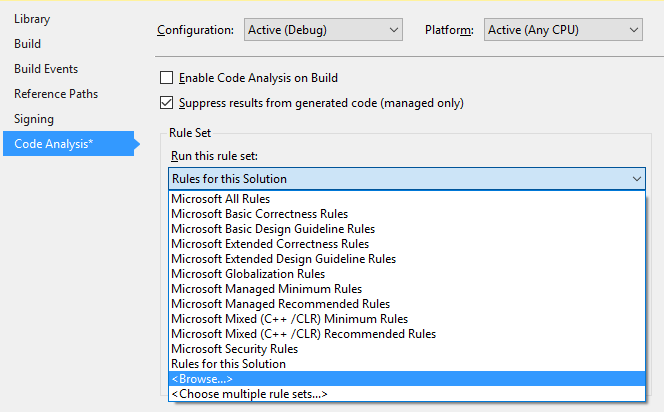 Library
Build
Build Events
Reference Paths
Signing
Code Analysis*
Configuration: Active (Debug) Platform: Active (Any CPU)
Enable Code Analysis on Build
Suppress results from generated code (managed only)
Rule Set
Run this rule set:
Rules for this Solution
Microsoft All Rules
Microsoft Basic Correctness Rules
Microsoft Basic Design Guideline Rules
Microsoft Extended Correctness Rules
Microsoft Extended Design Guideline Rules
Microsoft Globalization Rules
Microsoft Managed Minimum Rules
Microsoft Managed Recommended Rules
Microsoft Mixed (C++ /CLR) Minimum Rules
Microsoft Mixed (C++ /CLR) Recommended Rules
Microsoft Security Rules
Rules for this Solution
<Browse...>
<Choose multiple rule sets...>